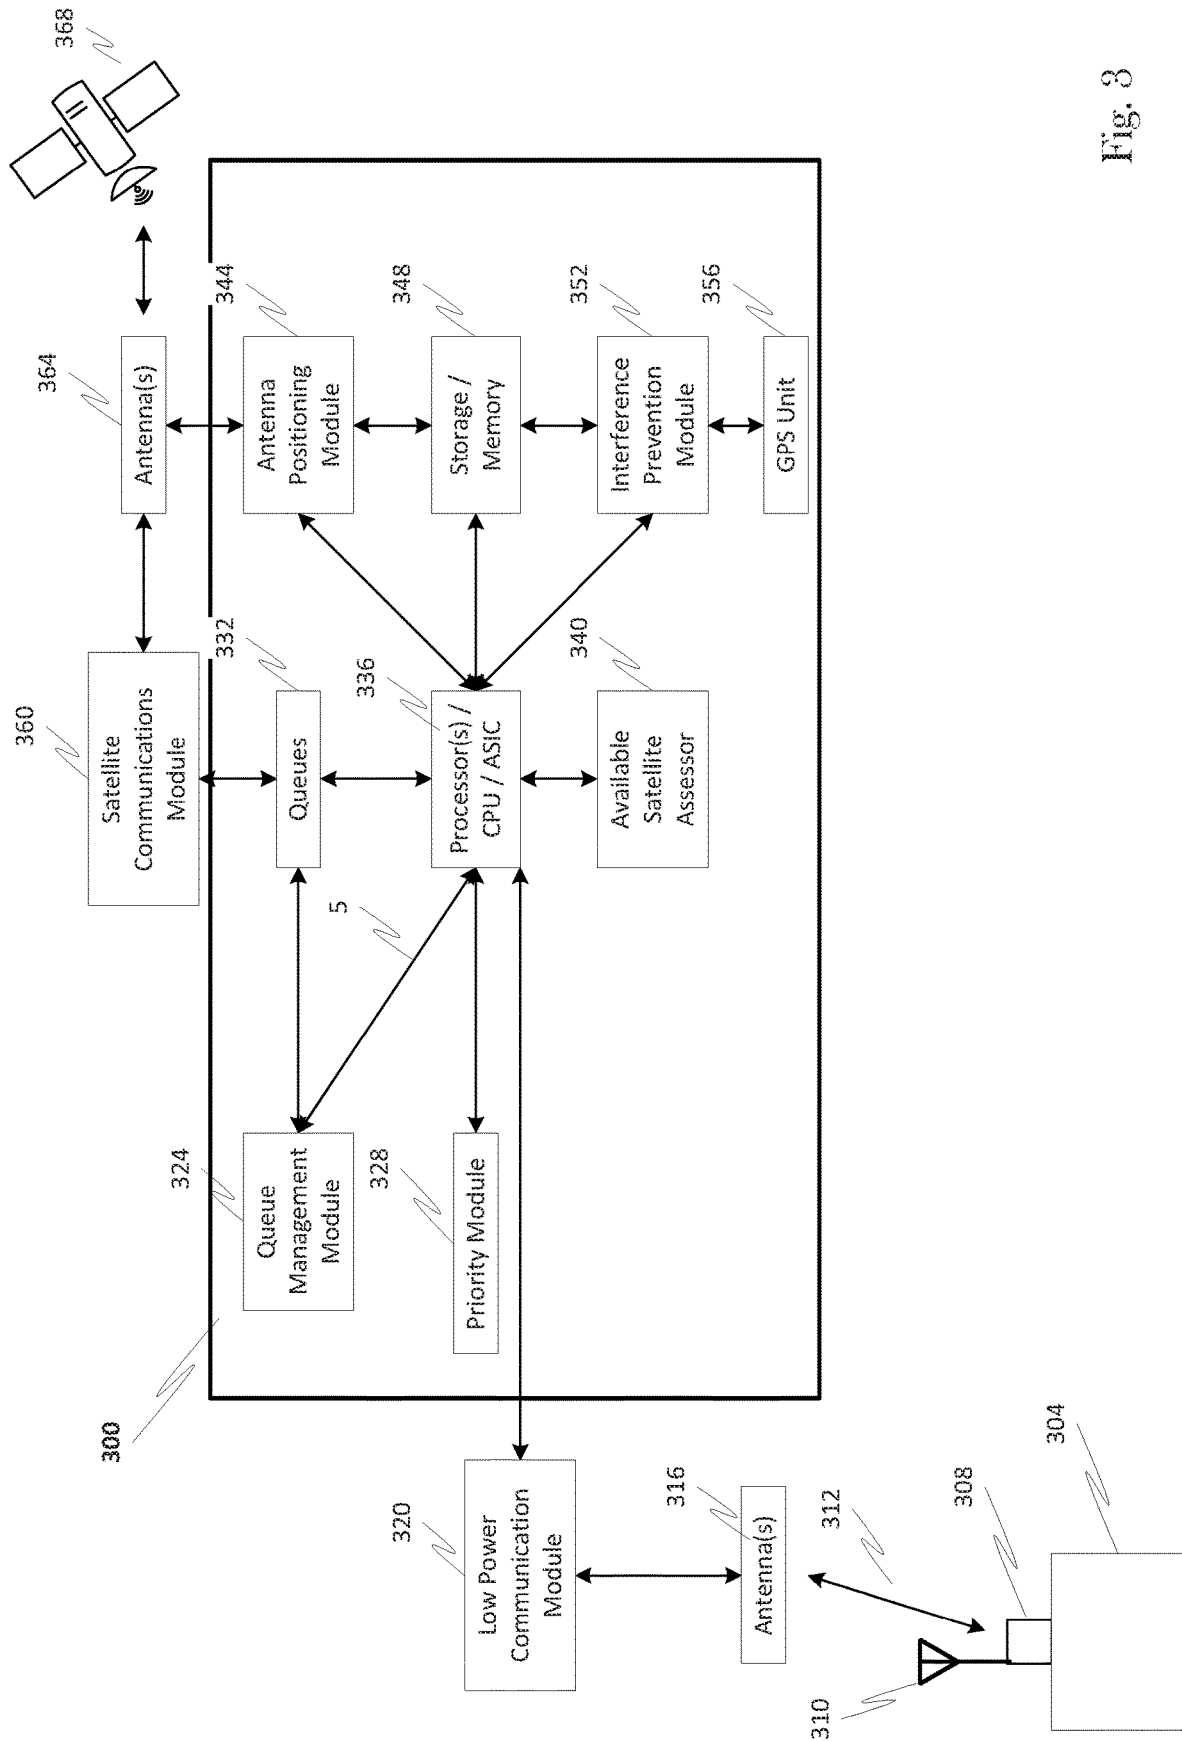 368
364
Antenna(s)
360
Satellite
Communications
Module
344
Antenna
Positioning
Module
332
Queues
324
Queue
Management
Module
300
348
Storage /
Memory
336
Processor(s) /
CPU / ASIC
5
328
Priority Module
352
Interference
Prevention
Module
340
Available
Satellite
Assessor
356
GPS Unit
320
Low Power
Communication
Module
316
Antenna(s)
312
310
308
304
Fig. 3